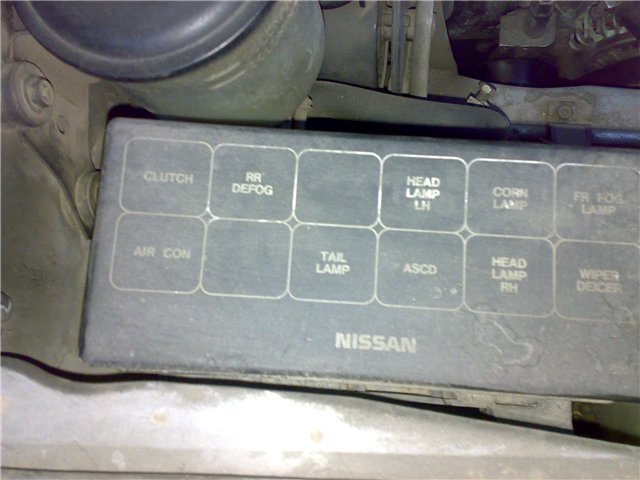 CLUTCH
RR
DEFOG
HEAD
LAMP
LH
CORN
LAMP
FR FOG
LAMP
AIR CON
TAIL
LAMP
ASCD
HEAD
LAMP
RH
WIPER
DEICER
NISSAN